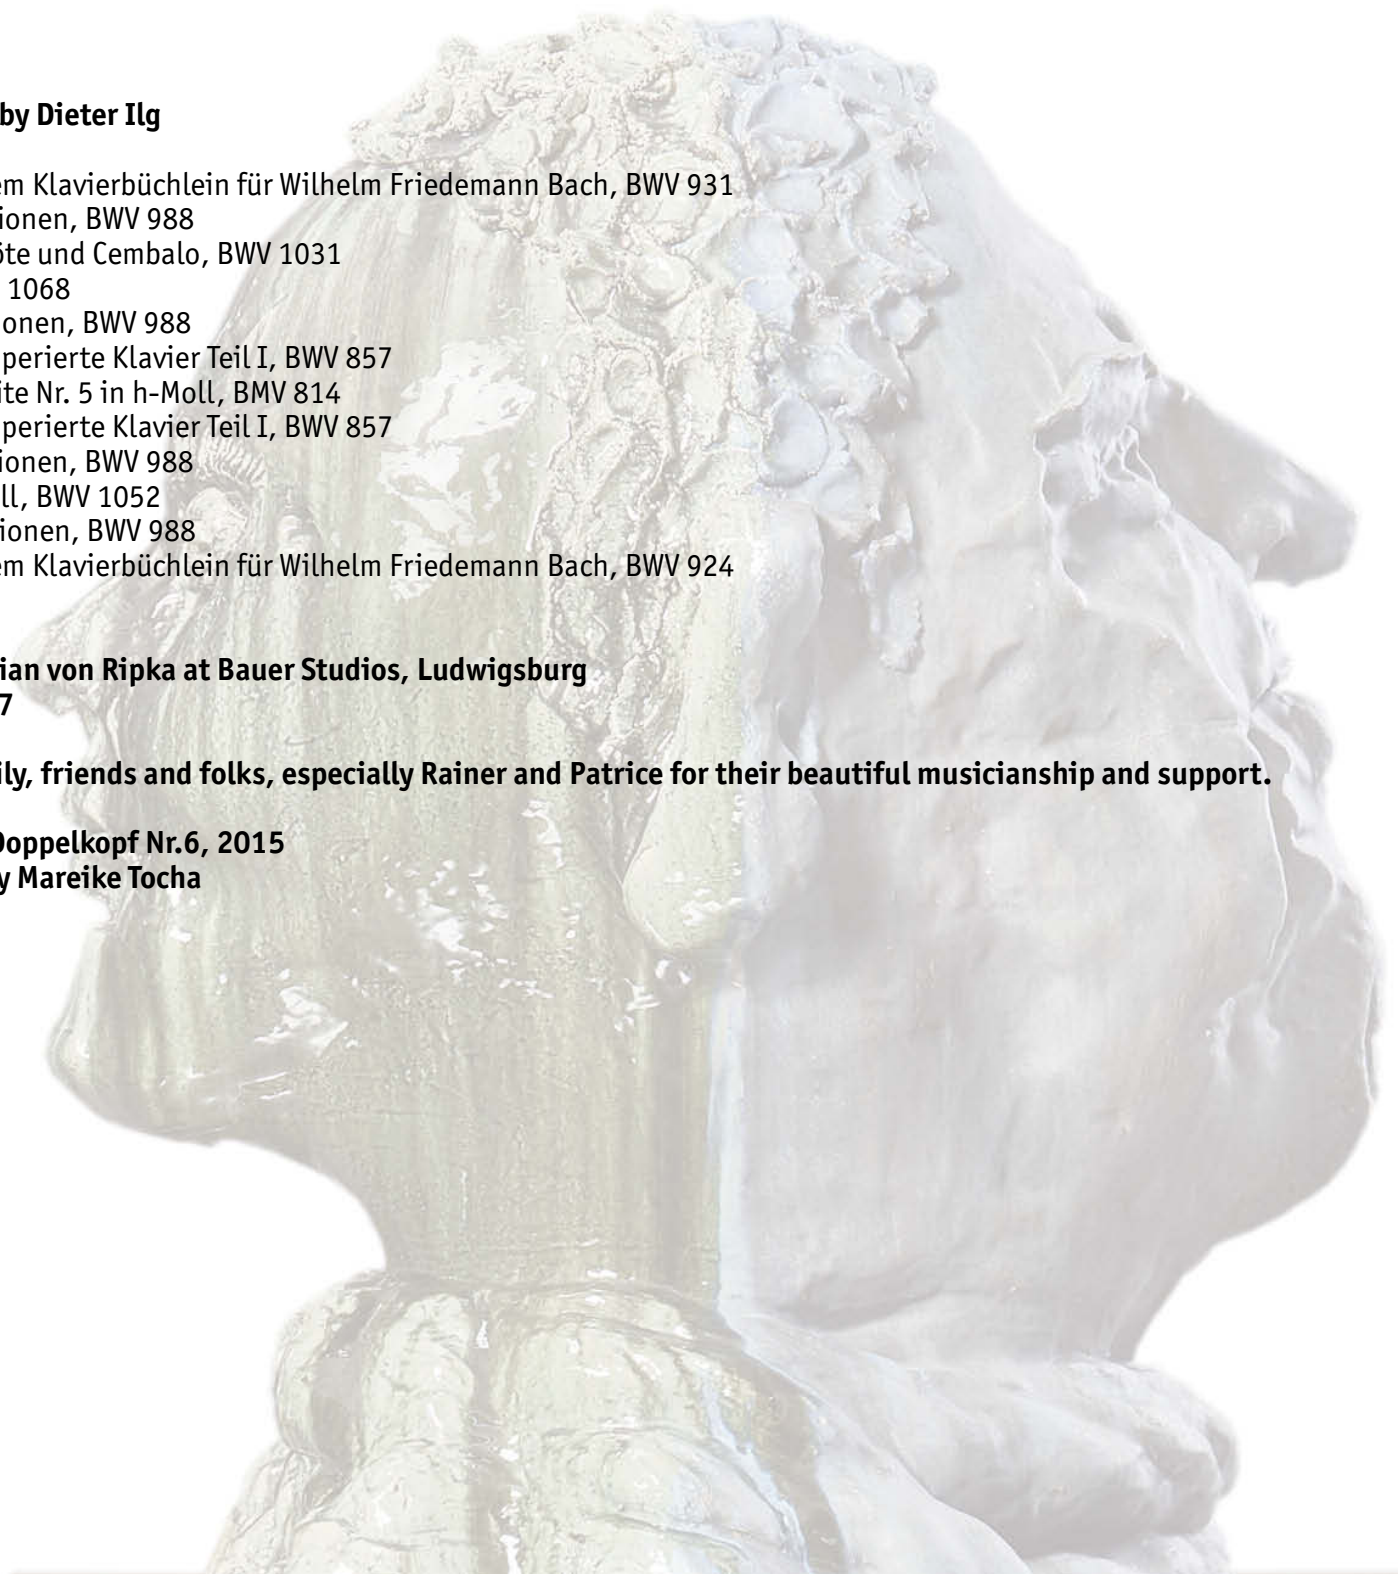 by Dieter Ilg
em Klavierbüchlein für Wilhelm Friedemann Bach, BWV 931
ionen, BWV 988
öte und Cembalo, BWV 1031
1068
onen, BWV 988
perierte Klavier Teil I, BWV 857
ite Nr. 5 in h-Moll, BMV 814
perierte Klavier Teil I, BWV 857
ionen, BWV 988
ll, BWV 1052
ionen, BWV 988
em Klavierbüchlein für Wilhelm Friedemann Bach, BWV 924
ian von Ripka at Bauer Studios, Ludwigsburg
7
ily, friends and folks, especially Rainer and Patrice for their beautiful musicianship and support.
Doppelkopf Nr.6, 2015
y Mareike Tocha